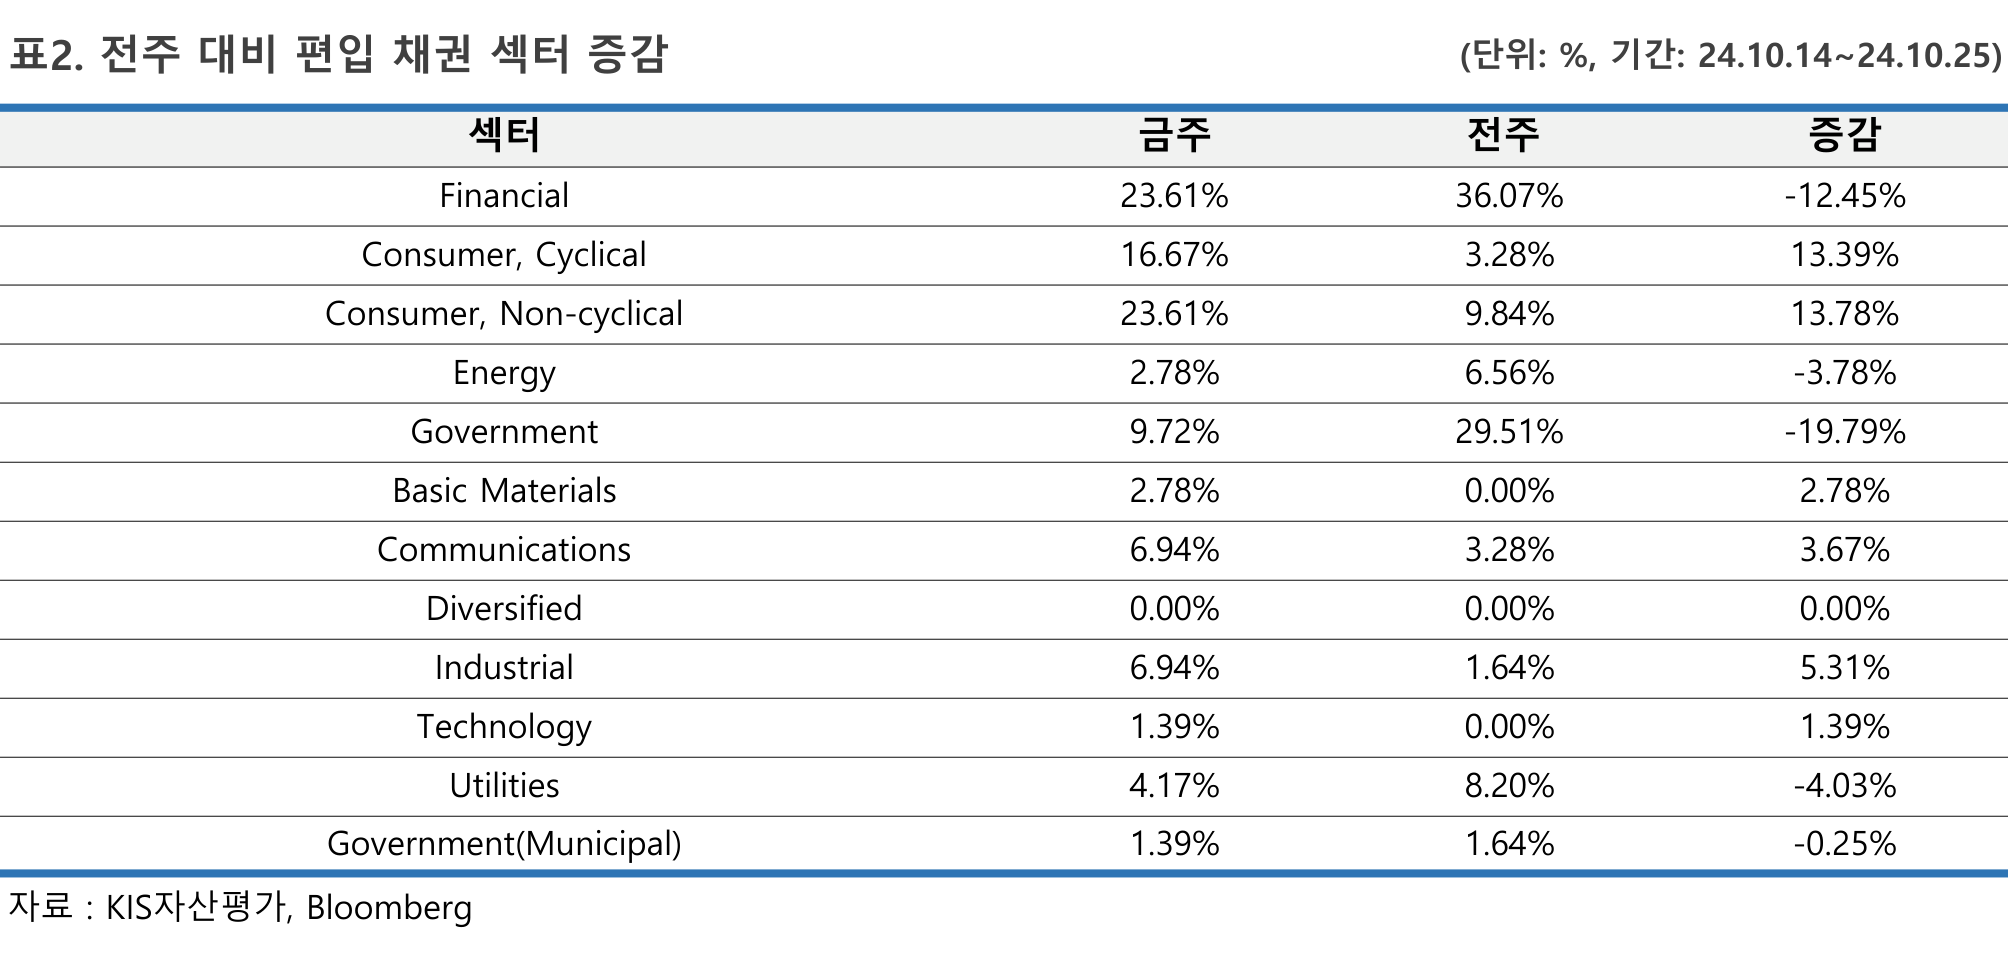 표2. 전주 대비 편입 채권 섹터 증감 (단위: %, 기간: 24.10.14~24.10.25)
섹터 금주 전주 증감
Financial 23.61% 36.07% -12.45%
Consumer, Cyclical 16.67% 3.28% 13.39%
Consumer, Non-cyclical 23.61% 9.84% 13.78%
Energy 2.78% 6.56% -3.78%
Government 9.72% 29.51% -19.79%
Basic Materials 2.78% 0.00% 2.78%
Communications 6.94% 3.28% 3.67%
Diversified 0.00% 0.00% 0.00%
Industrial 6.94% 1.64% 5.31%
Technology 1.39% 0.00% 1.39%
Utilities 4.17% 8.20% -4.03%
Government(Municipal) 1.39% 1.64% -0.25%
자료 : KIS자산평가, Bloomberg